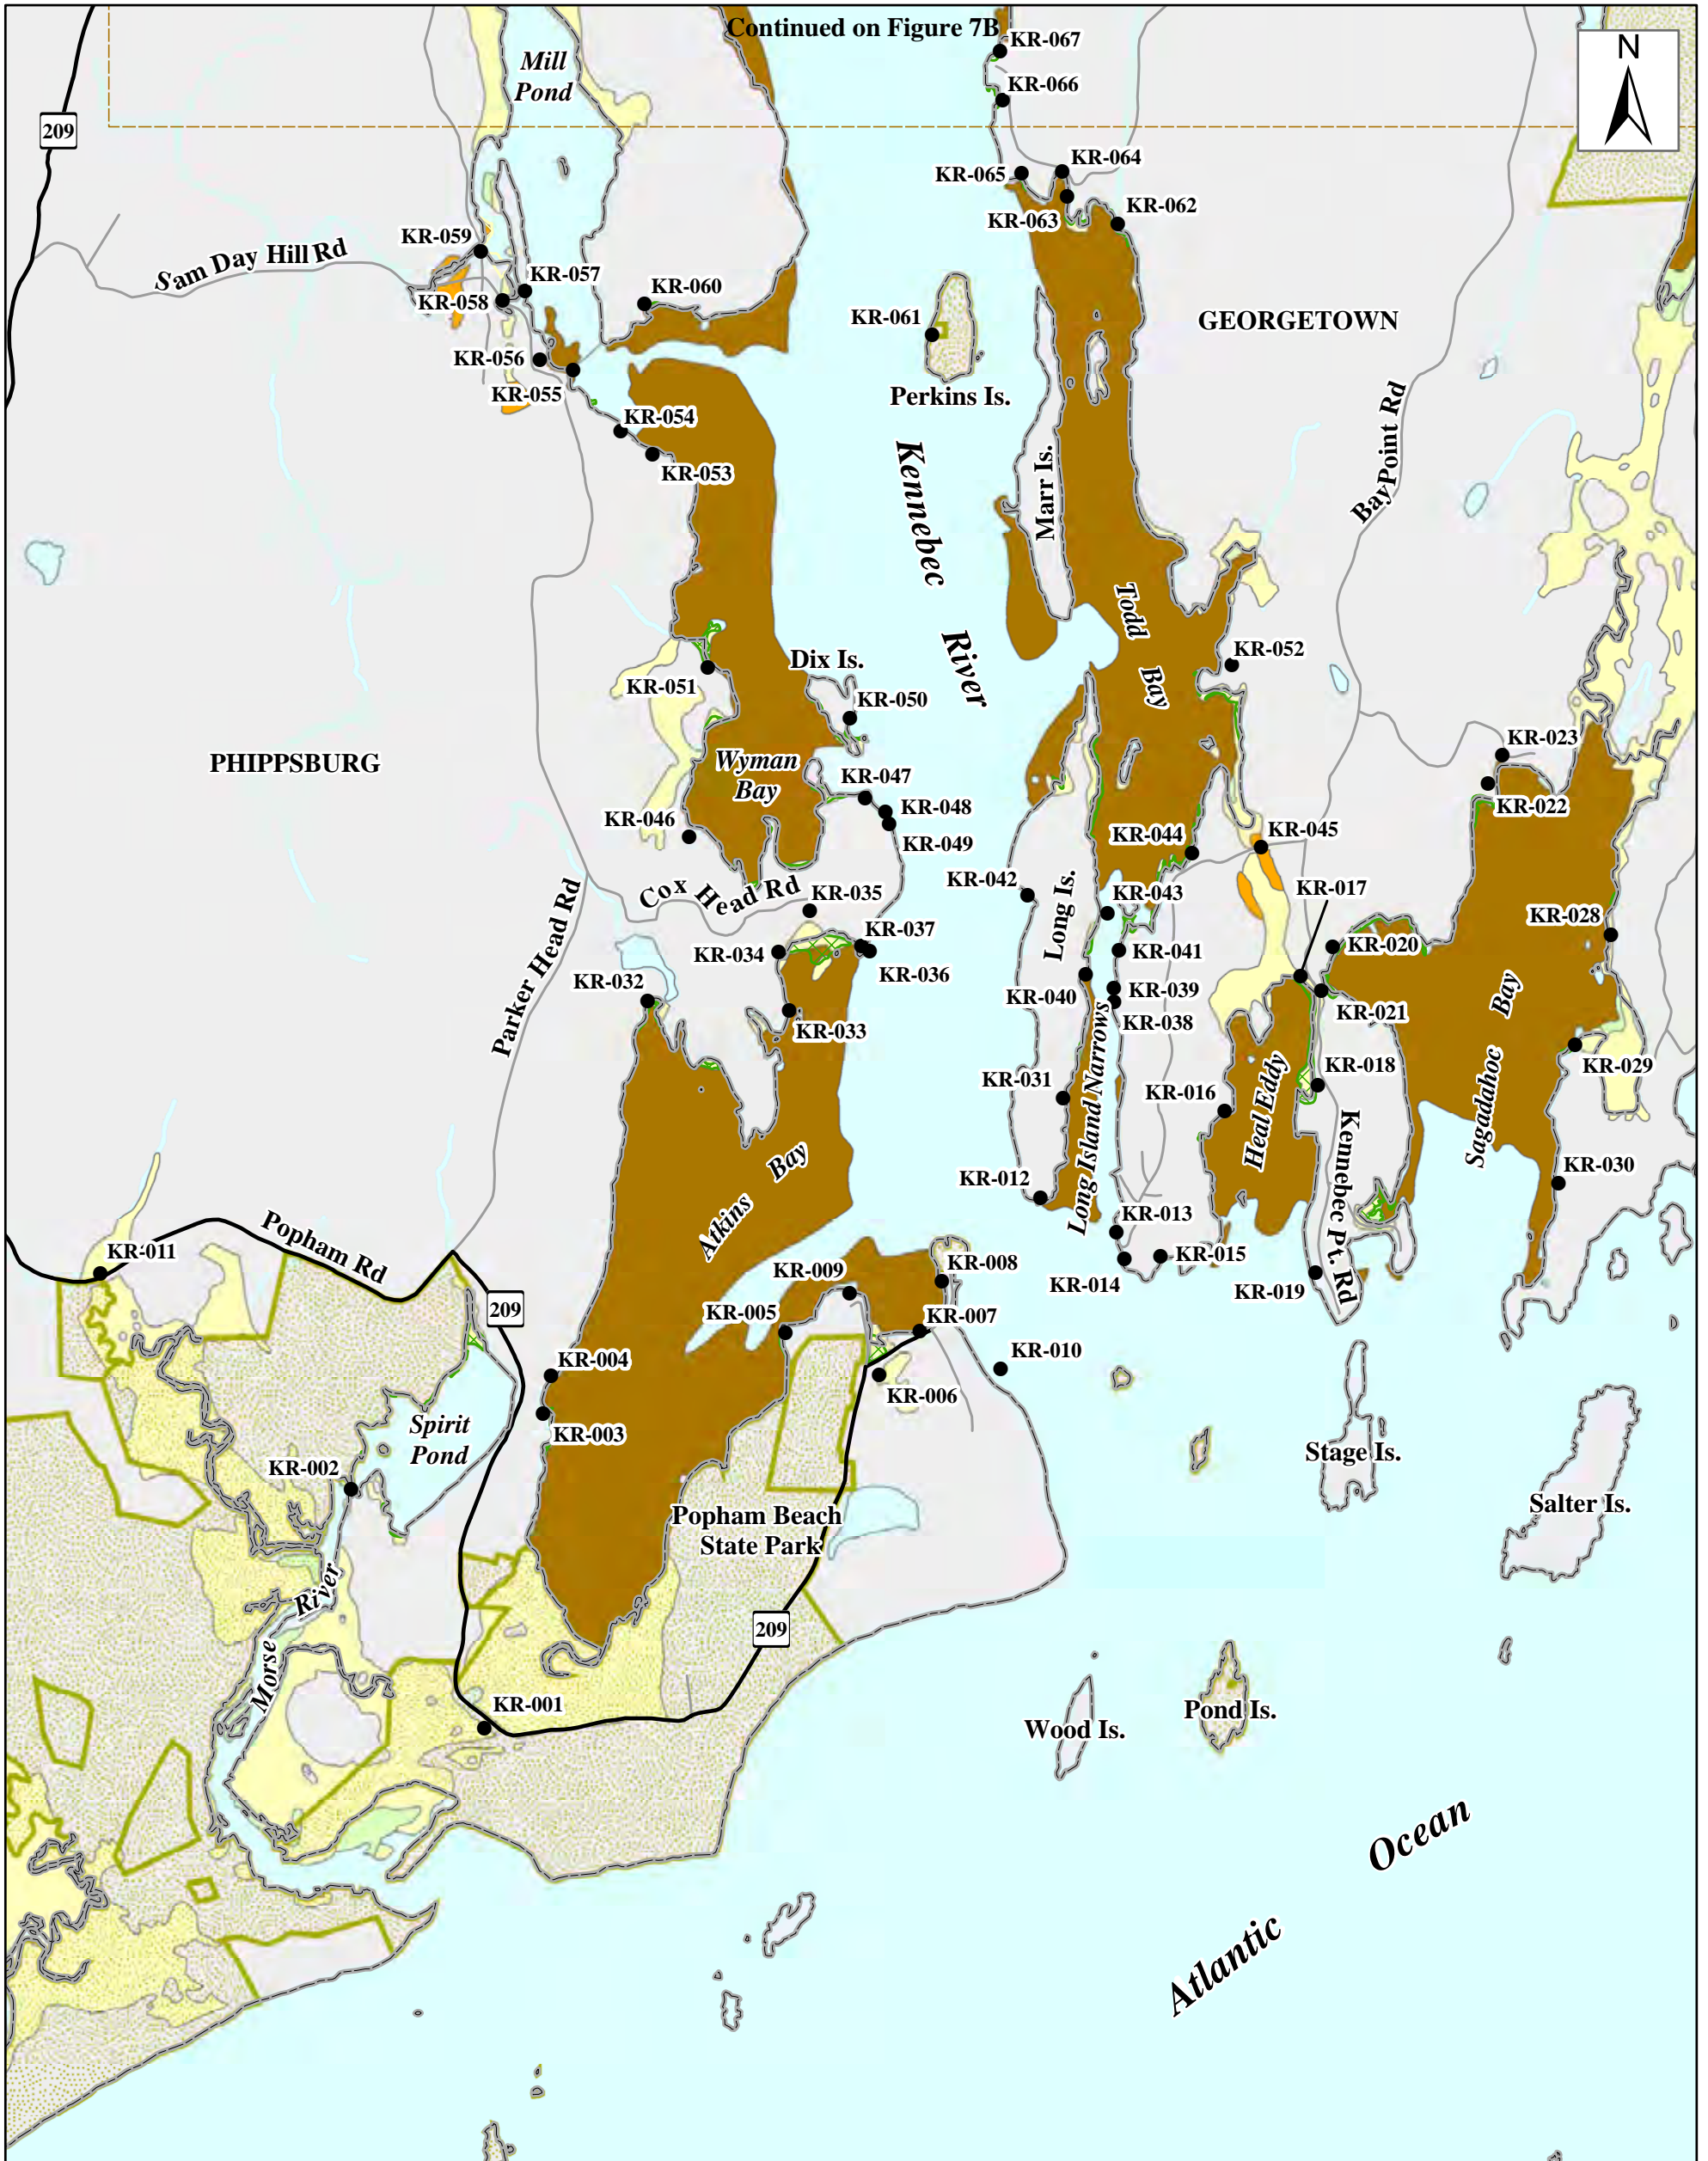 Continued on Figure 7B
KR-067
N
Mill
Pond
KR-066
209
KR-064
KR-065
KR-063
KR-062
KR-059
Sam Day Hill Rd
KR-057
KR-058
KR-060
KR-061
GEORGETOWN
KR-056
KR-055
Perkins Is.
KR-054
KR-053
Kennebec
River
Marr Is.
BayPoint Rd
Todd
Bay
KR-052
Dix Is.
KR-051
KR-050
PHIPPSBURG
Wyman
Bay
KR-023
KR-047
KR-022
KR-048
KR-046
KR-049
KR-044
KR-045
Cox Head Rd
KR-042
KR-017
KR-035
Long Is.
KR-043
KR-028
Parker Head Rd
KR-037
KR-034
KR-036
KR-041
KR-020
KR-032
KR-040
KR-039
KR-033
KR-038
KR-021
Sagadahoc
Bay
KR-029
KR-031
Long Island Narrows
KR-016
Heal Eddy
KR-018
Kennebec Pt. Rd
Atkins
Bay
KR-012
KR-030
Popham Rd
KR-011
KR-013
KR-015
KR-008
KR-009
KR-014
KR-019
209
KR-005
KR-007
KR-010
KR-004
KR-006
Spirit
Pond
KR-003
Stage Is.
KR-002
Salter Is.
Popham Beach
State Park
Morse
River
209
KR-001
Wood Is.
Pond Is.
Atlantic
Ocean